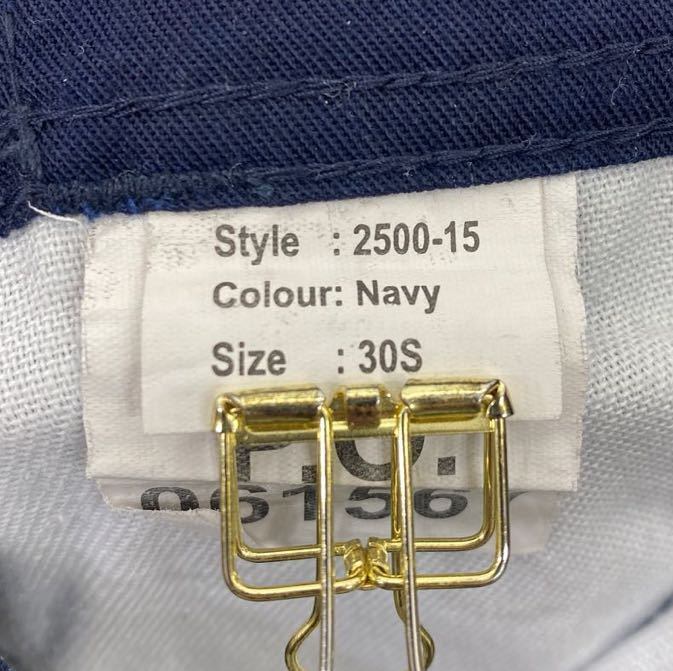 Style : 2500-15
Colour: Navy
Size : 30S
P.O.